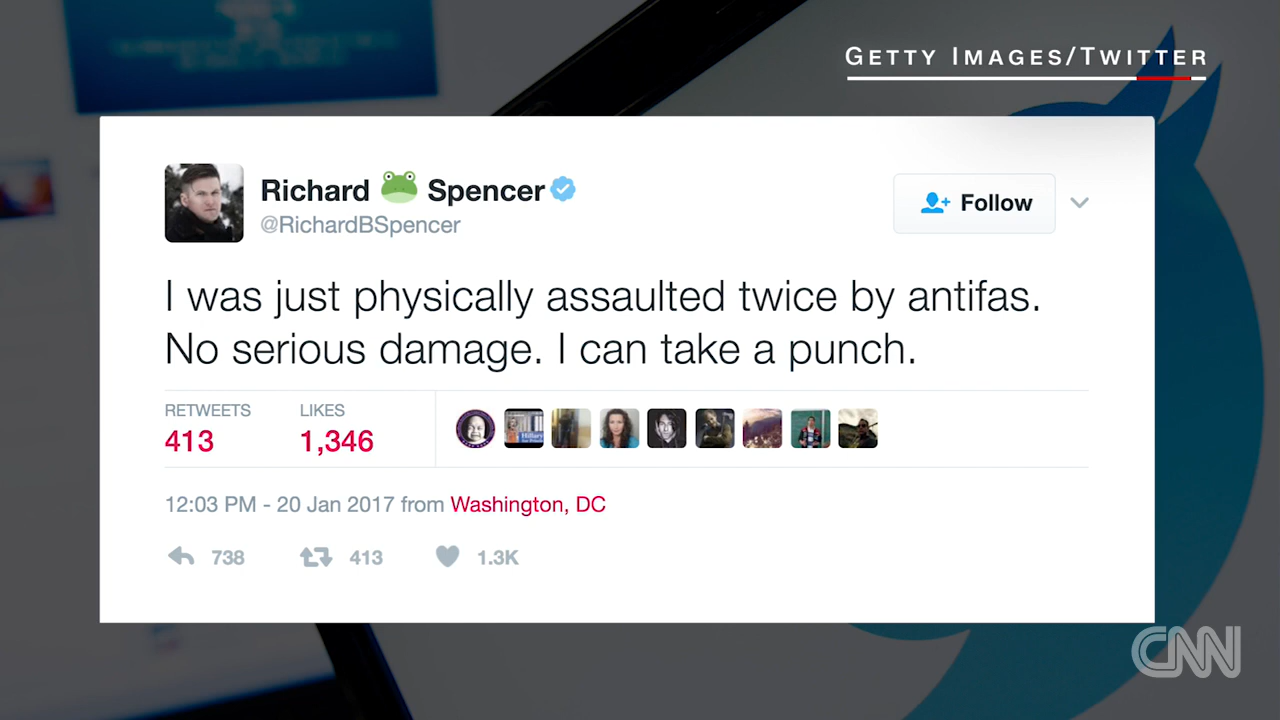 GETTY IMAGES/TWITTER
Richard 🐸 Spencer
@RichardBSpencer
Follow
I was just physically assaulted twice by antifas.
No serious damage. I can take a punch.
RETWEETS LIKES
413 1,346
12:03 PM - 20 Jan 2017 from Washington, DC
738 413 1.3K
CNN